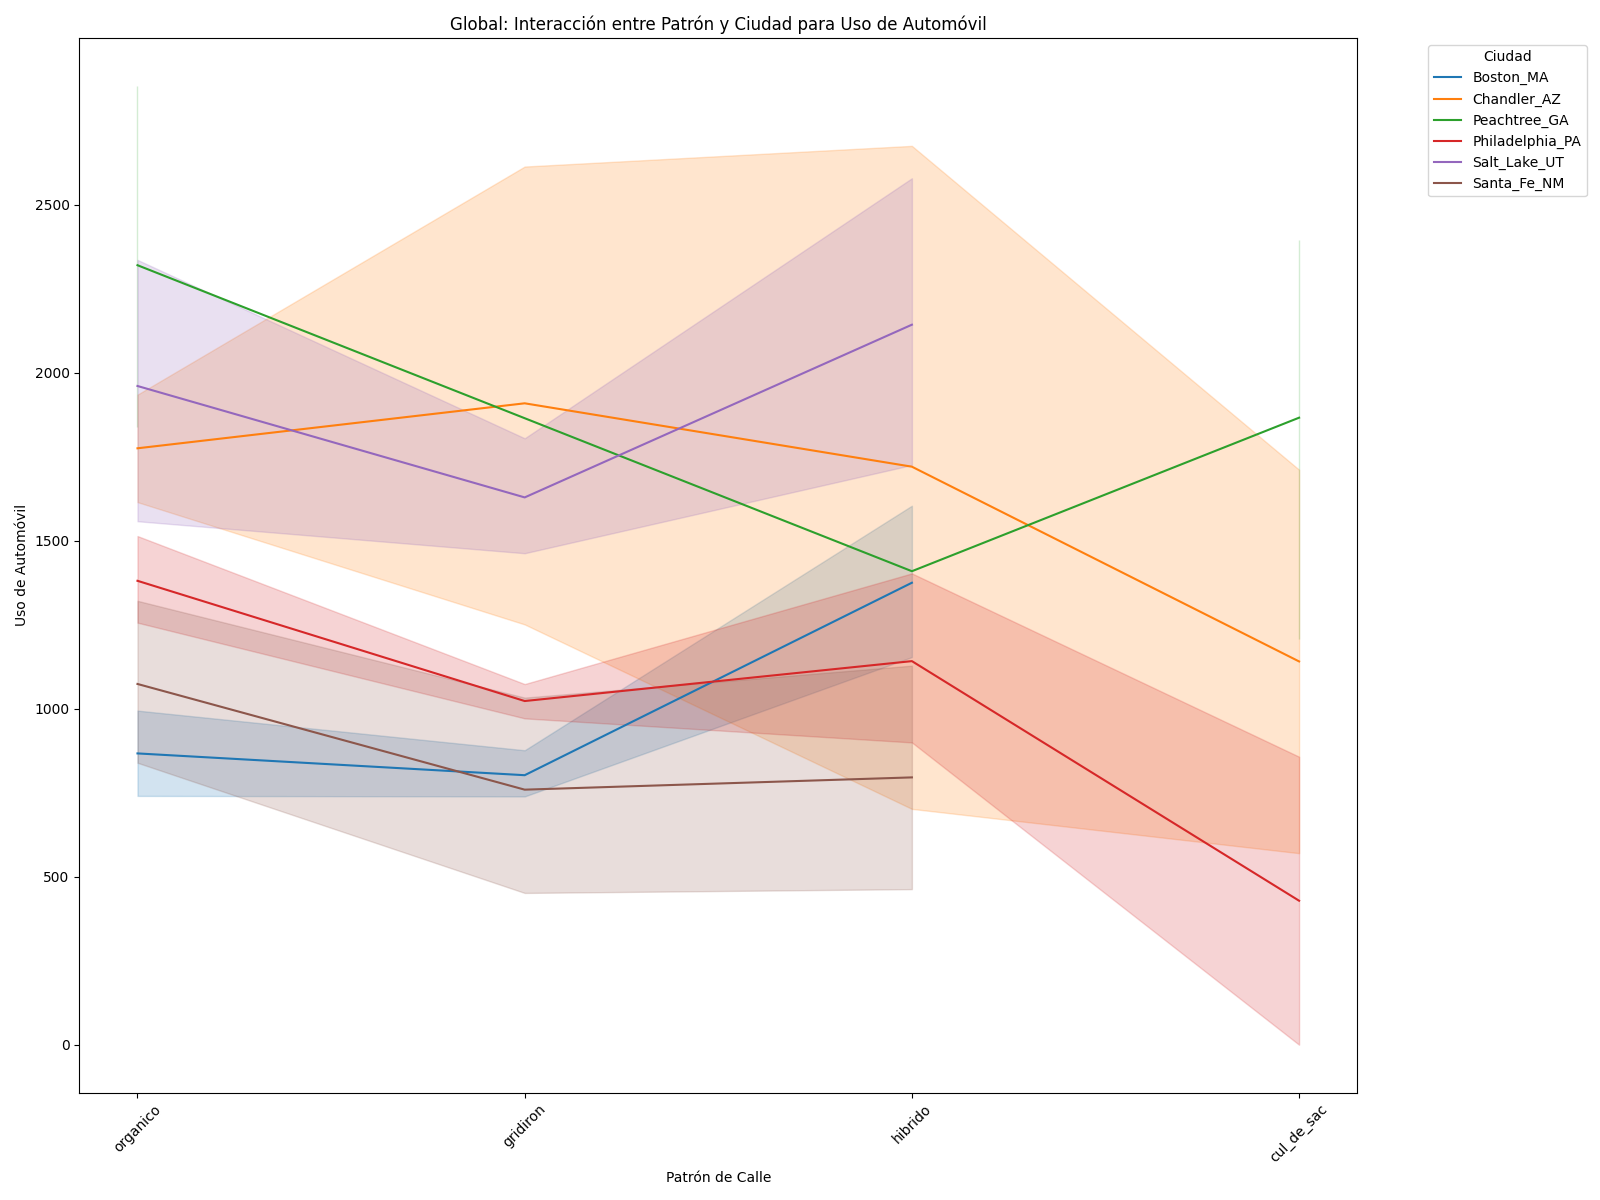 Global: Interacción entre Patrón y Ciudad para Uso de Automóvil
Ciudad
Boston_MA
Chandler_AZ
Peachtree_GA
Philadelphia_PA
Salt_Lake_UT
Santa_Fe_NM
Uso de Automóvil
2500
2000
1500
1000
500
0
organico
gridiron
hibrido
cul_de_sac
Patrón de Calle